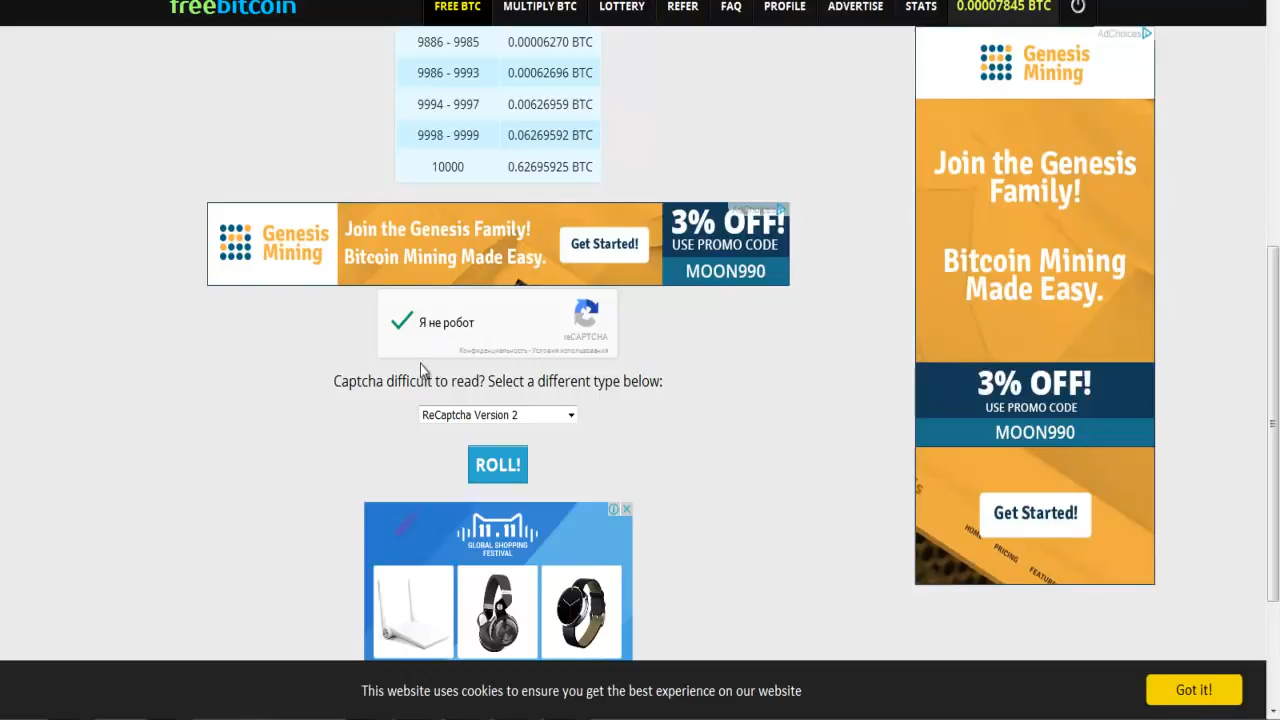 freebitcoin
FREE BTC
MULTIPLY BTC
LOTTERY
REFER
FAQ
PROFILE
ADVERTISE
STATS
0.00007845 BTC
9886 - 9985 0.00006270 BTC
9986 - 9993 0.00062696 BTC
9994 - 9997 0.00626959 BTC
9998 - 9999 0.06269592 BTC
10000 0.62695925 BTC
Genesis
Mining
Join the Genesis Family!
Bitcoin Mining Made Easy.
Get Started!
3% OFF!
USE PROMO CODE
MOON990
Я не робот
reCAPTCHA
Конфиденциальность - Условия использования
Captcha difficult to read? Select a different type below:
ReCaptcha Version 2
ROLL!
11.11
GLOBAL SHOPPING
FESTIVAL
AdChoices
Genesis
Mining
Join the Genesis
Family!
Bitcoin Mining
Made Easy.
3% OFF!
USE PROMO CODE
MOON990
Get Started!
HOME
PRICING
This website uses cookies to ensure you get the best experience on our website
Got it!